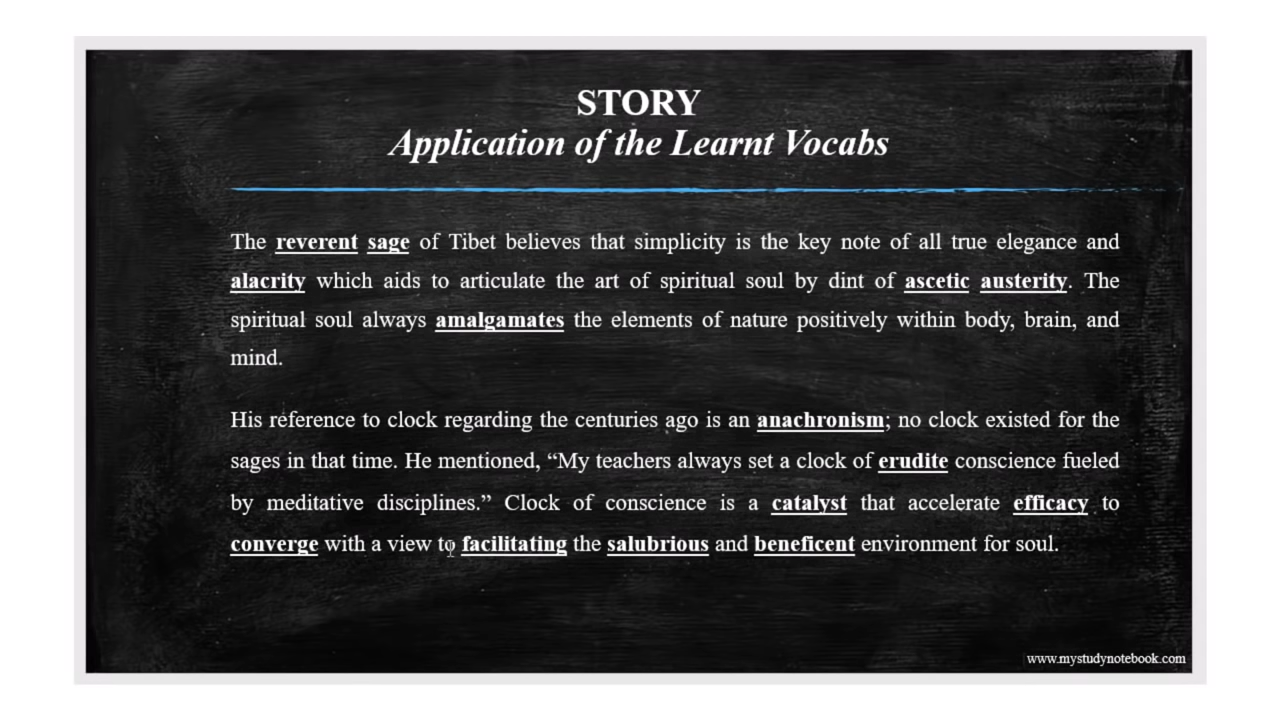 STORY
Application of the Learnt Vocabs
The reverent sage of Tibet believes that simplicity is the key note of all true elegance and
alacrity which aids to articulate the art of spiritual soul by dint of ascetic austerity. The
spiritual soul always amalgamates the elements of nature positively within body, brain, and
mind.
His reference to clock regarding the centuries ago is an anachronism; no clock existed for the
sages in that time. He mentioned, “My teachers always set a clock of erudite conscience fueled
by meditative disciplines.” Clock of conscience is a catalyst that accelerate efficacy to
converge with a view to facilitating the salubrious and beneficent environment for soul.
www.mystudynotebook.com